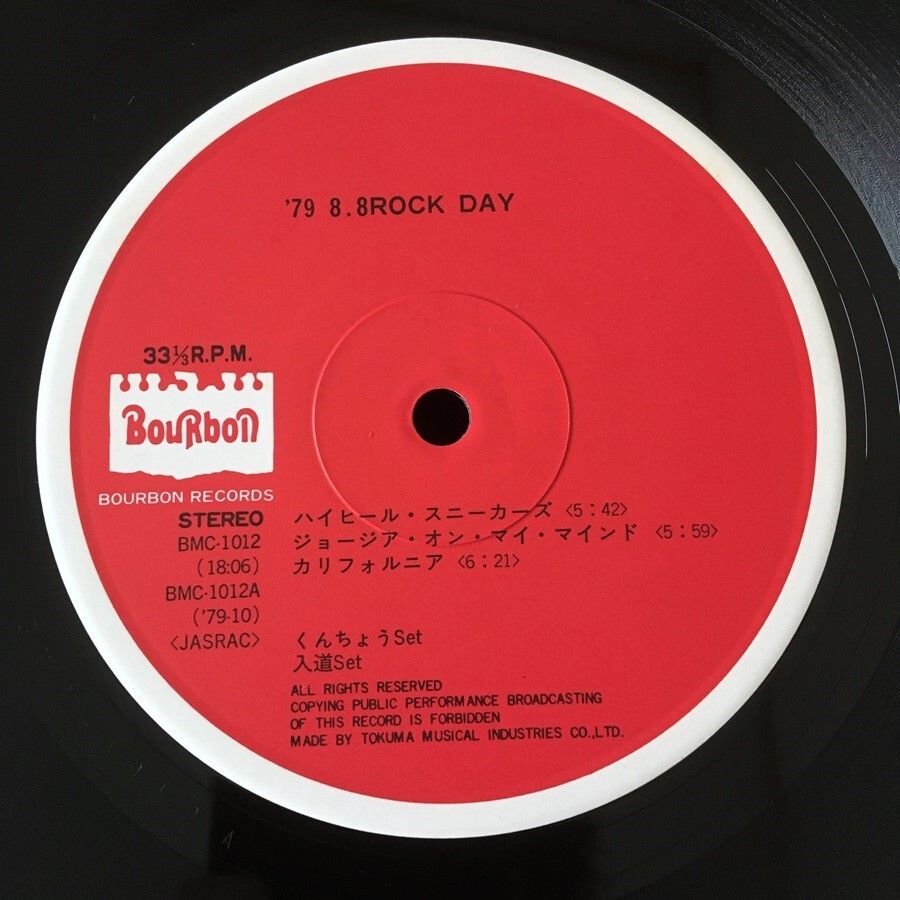 '79 8.8ROCK DAY
33⅓R.P.M.
BouRboN
BOURBON RECORDS
STEREO
BMC-1012
(18:06)
BMC-1012A
('79-10)
<JASRAC>
ハイヒール・スニーカーズ <5:42>
ジョージア・オン・マイ・マインド <5:59>
カリフォルニア <6:21>
くんちょうSet
入道Set
ALL RIGHTS RESERVED
COPYING PUBLIC PERFORMANCE BROADCASTING
OF THIS RECORD IS FORBIDDEN
MADE BY TOKUMA MUSICAL INDUSTRIES CO.,LTD.
A